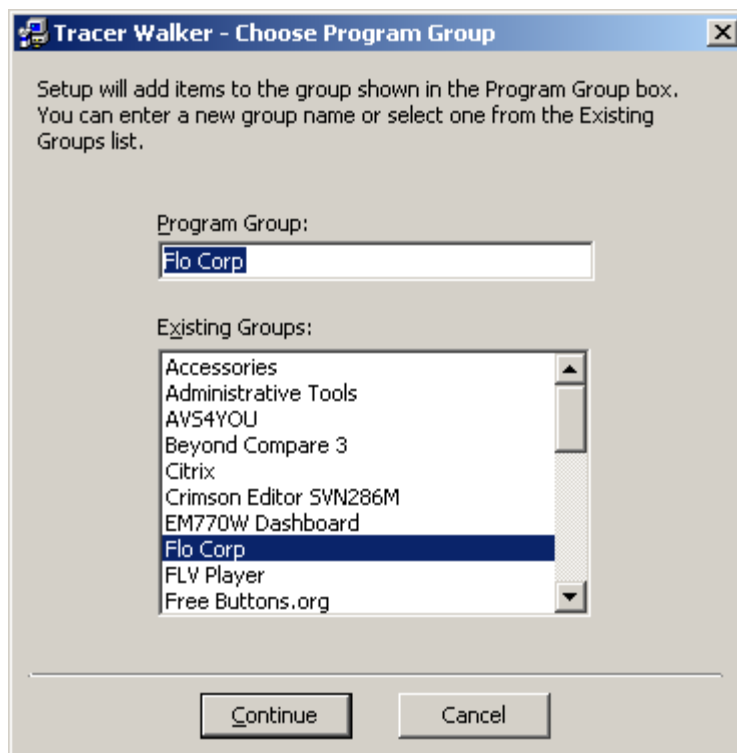 Tracer Walker - Choose Program Group
Setup will add items to the group shown in the Program Group box.
You can enter a new group name or select one from the Existing
Groups list.
Program Group:
Flo Corp
Existing Groups:
Accessories
Administrative Tools
AVS4YOU
Beyond Compare 3
Citrix
Crimson Editor SVN286M
EM770W Dashboard
Flo Corp
FLV Player
Free Buttons.org
Continue
Cancel